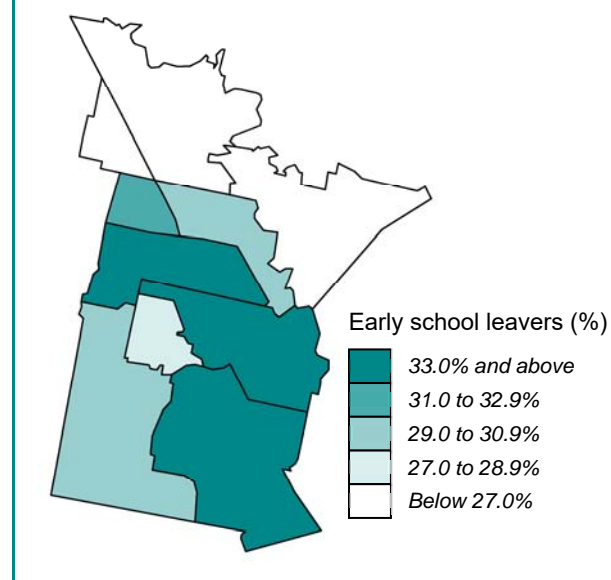 Early school leavers (%)
33.0% and above
31.0 to 32.9%
29.0 to 30.9%
27.0 to 28.9%
Below 27.0%